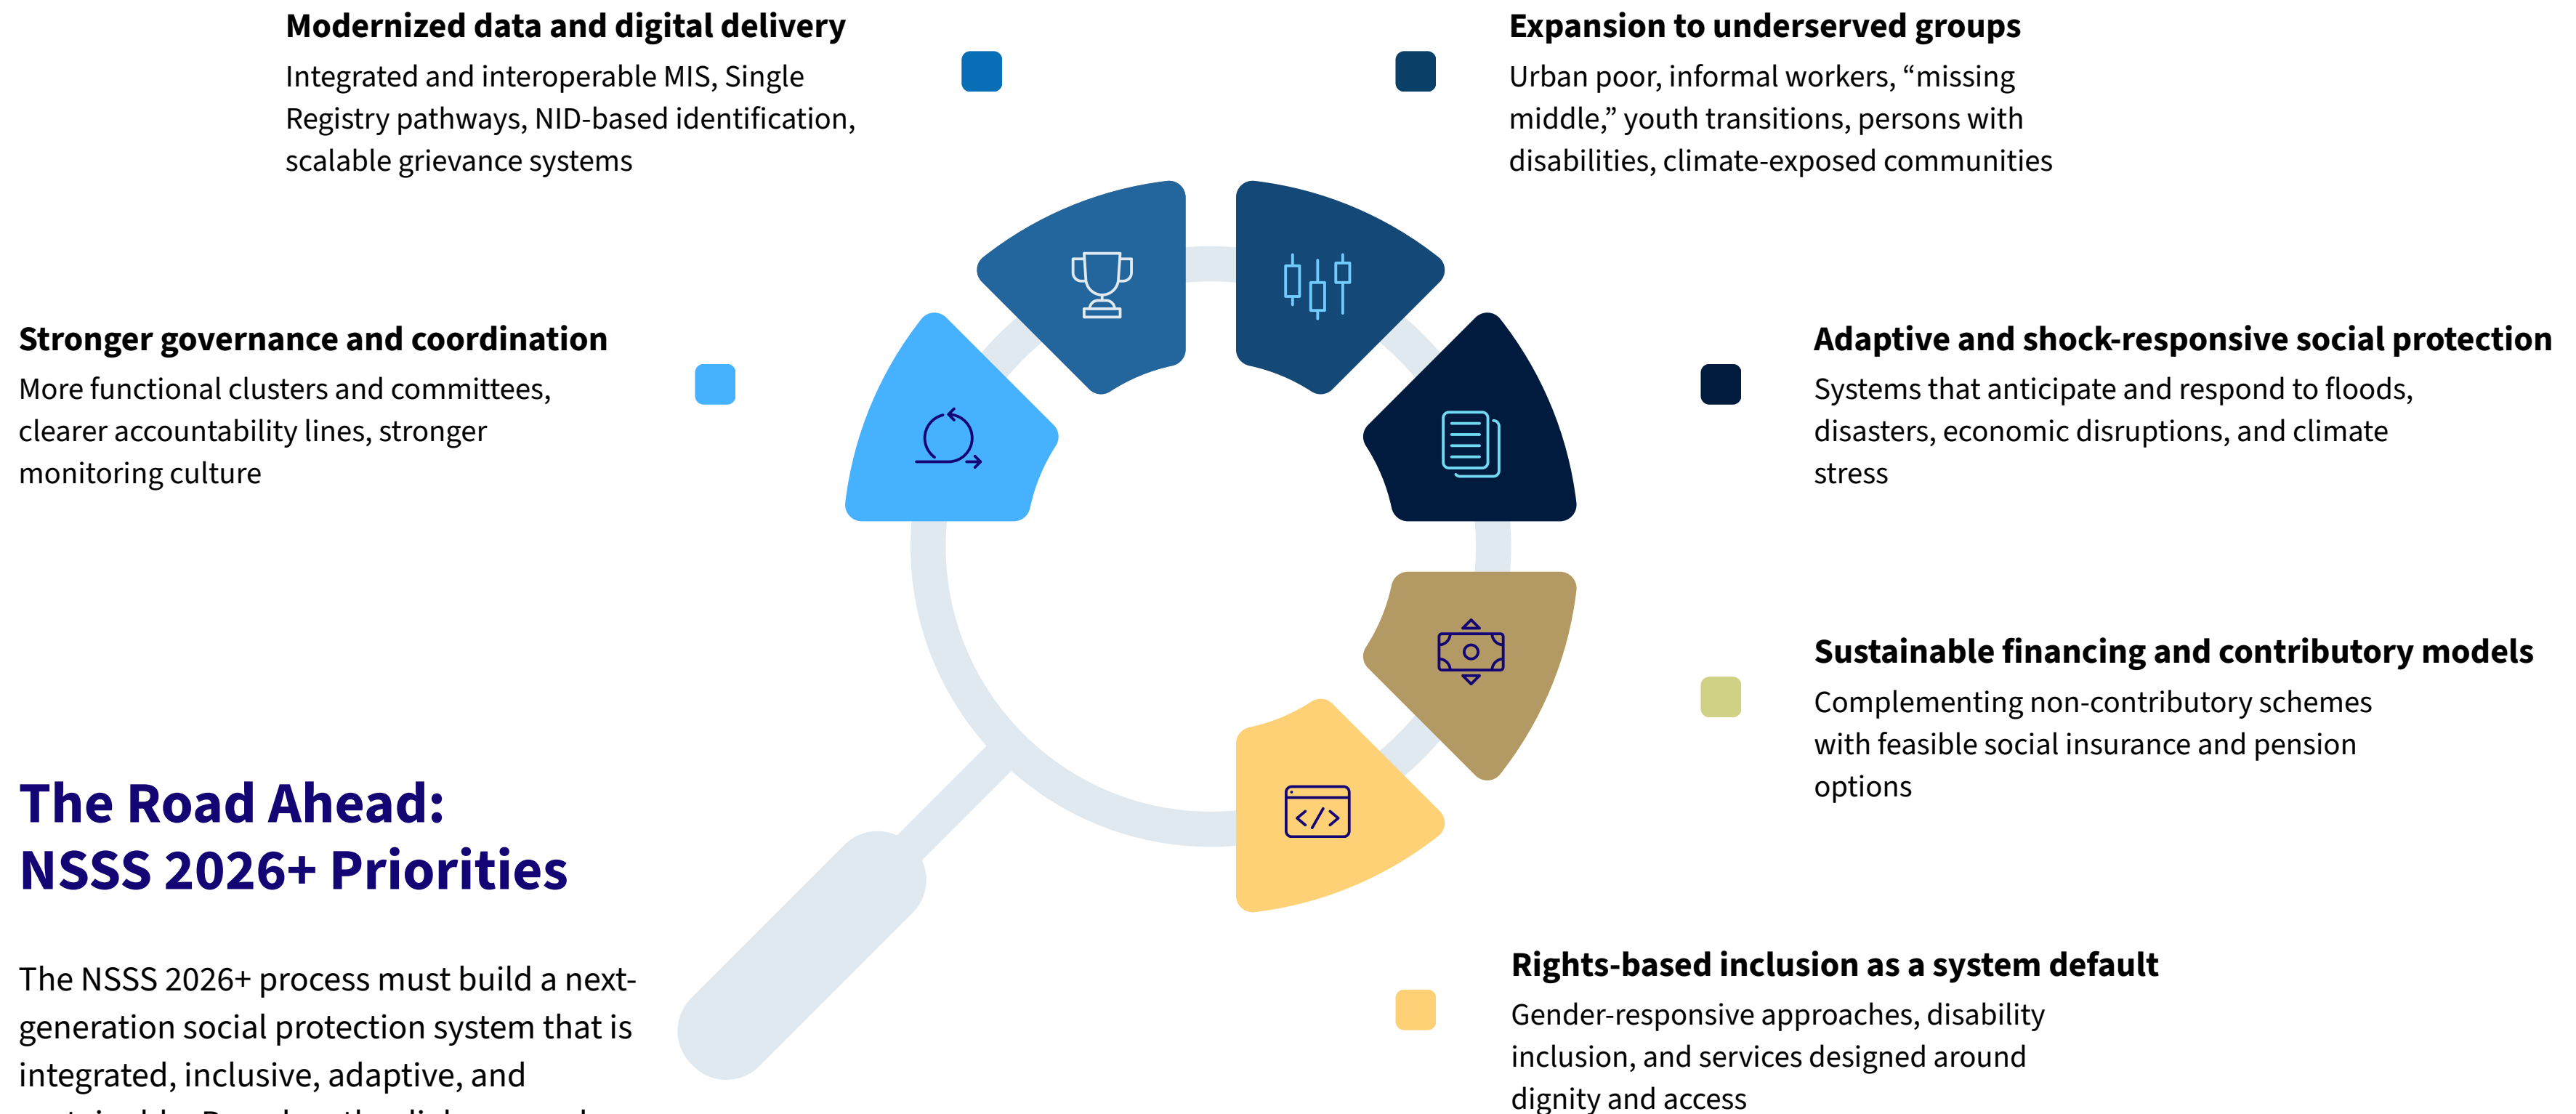 Modernized data and digital delivery
Integrated and interoperable MIS, Single
Registry pathways, NID-based identification,
scalable grievance systems
Expansion to underserved groups
Urban poor, informal workers, “missing
middle,” youth transitions, persons with
disabilities, climate-exposed communities
Stronger governance and coordination
More functional clusters and committees,
clearer accountability lines, stronger
monitoring culture
Adaptive and shock-responsive social protection
Systems that anticipate and respond to floods,
disasters, economic disruptions, and climate
stress
Sustainable financing and contributory models
Complementing non-contributory schemes
with feasible social insurance and pension
options
The Road Ahead:
NSSS 2026+ Priorities
The NSSS 2026+ process must build a next-
generation social protection system that is
integrated, inclusive, adaptive, and
Rights-based inclusion as a system default
Gender-responsive approaches, disability
inclusion, and services designed around
dignity and access